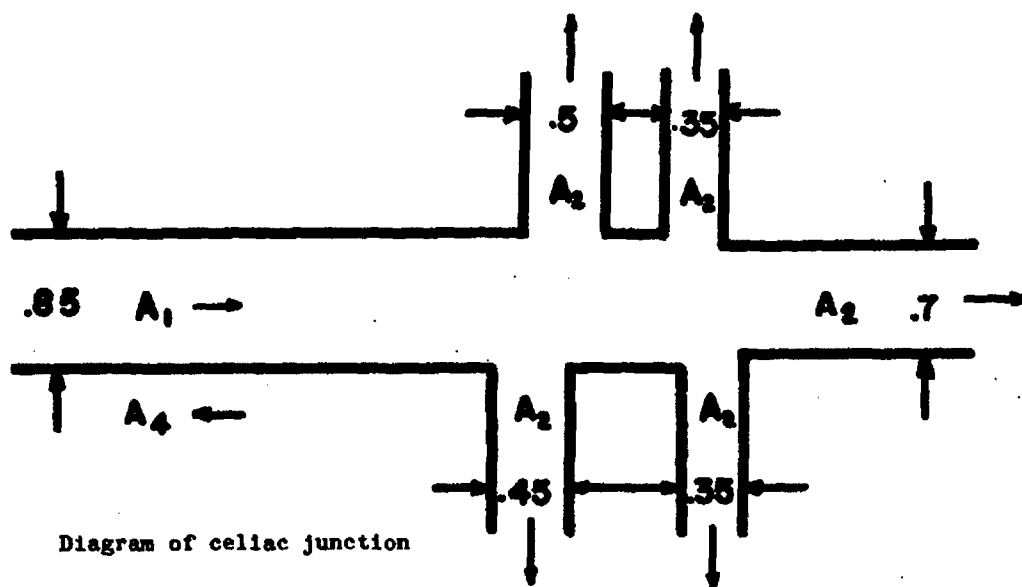 .5 .35
A₂ A₂
.85 A₁ A₂ .7
A₄ A₂ A₂
.45 .35
Diagram of celiac junction